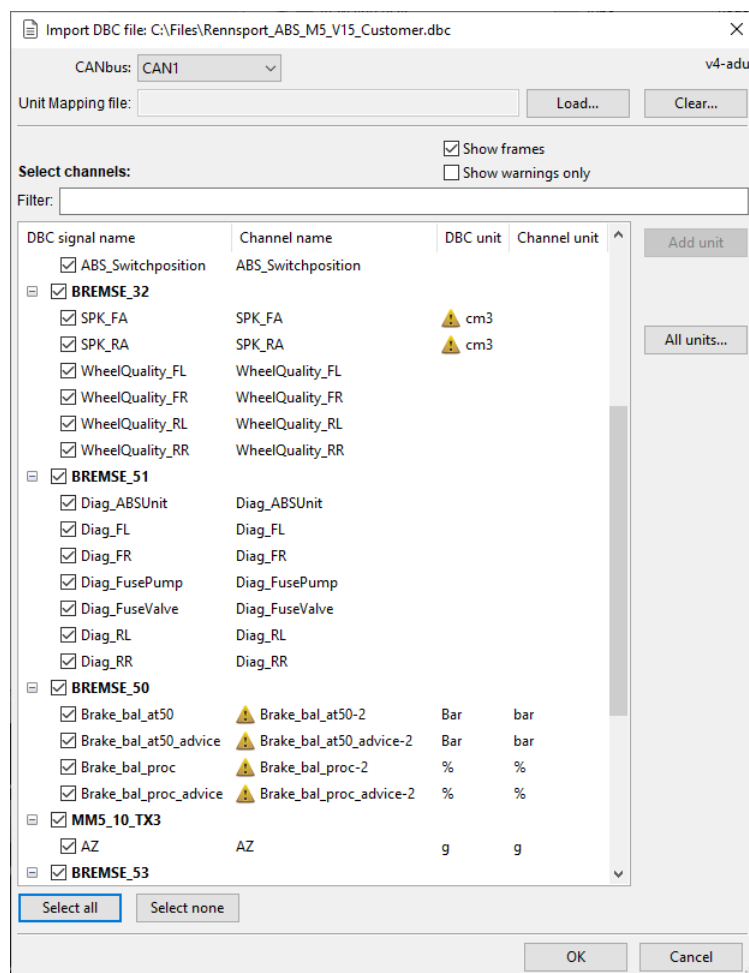 Import DBC file: C:\Files\Rennsport_ABS_M5_V15_Customer.dbc
CANbus: CAN1 v4-adu
Unit Mapping file: Load... Clear...
Show frames
Select channels: Show warnings only
Filter:
DBC signal name Channel name DBC unit Channel unit Add unit
ABS_Switchposition ABS_Switchposition
BREMSE_32
SPK_FA SPK_FA cm3
SPK_RA SPK_RA cm3 All units...
WheelQuality_FL WheelQuality_FL
WheelQuality_FR WheelQuality_FR
WheelQuality_RL WheelQuality_RL
WheelQuality_RR WheelQuality_RR
BREMSE_51
Diag_ABSUnit Diag_ABSUnit
Diag_FL Diag_FL
Diag_FR Diag_FR
Diag_FusePump Diag_FusePump
Diag_FuseValve Diag_FuseValve
Diag_RL Diag_RL
Diag_RR Diag_RR
BREMSE_50
Brake_bal_at50 Brake_bal_at50-2 Bar bar
Brake_bal_at50_advice Brake_bal_at50_advice-2 Bar bar
Brake_bal_proc Brake_bal_proc-2 % %
Brake_bal_proc_advice Brake_bal_proc_advice-2 % %
MM5_10_TX3
AZ AZ g g
BREMSE_53
Select all Select none
OK Cancel